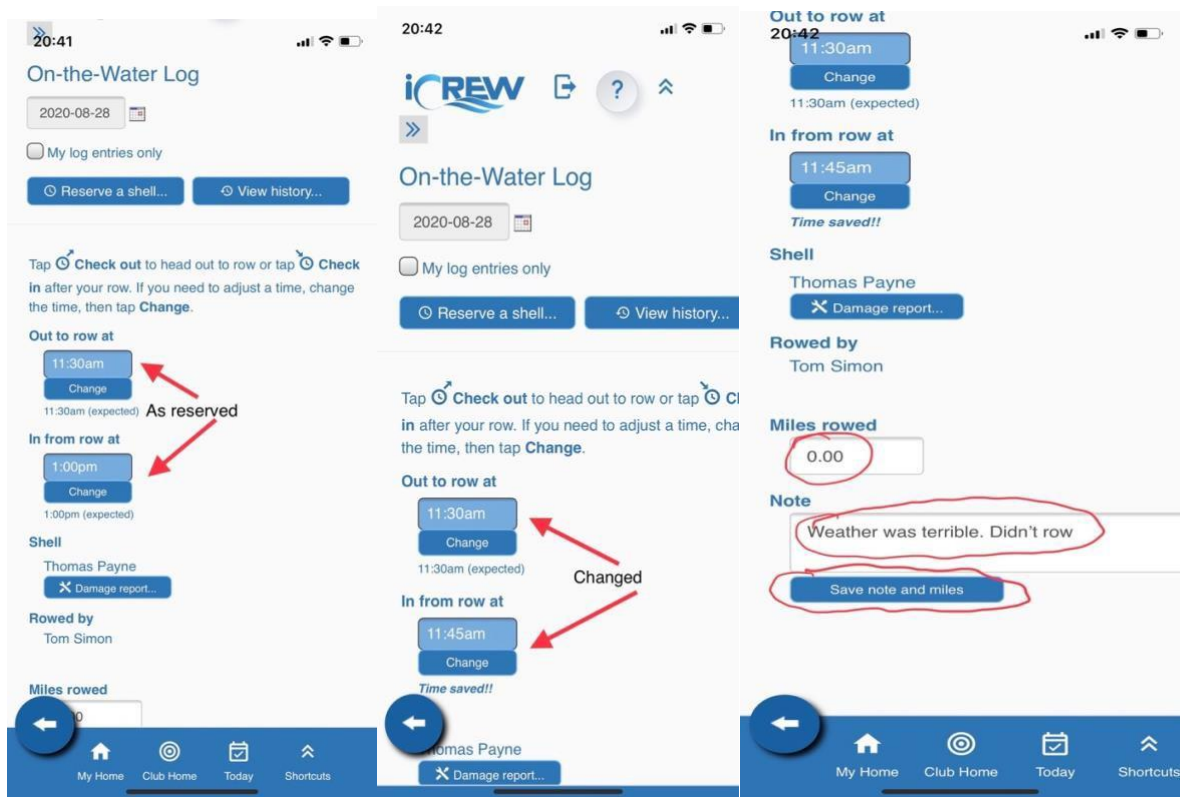 20:41
On-the-Water Log
2020-08-28
My log entries only
Reserve a shell...
View history...
Tap Check out to head out to row or tap Check
in after your row. If you need to adjust a time, change
the time, then tap Change.
Out to row at
11:30am
Change
11:30am (expected)
As reserved
In from row at
1:00pm
Change
1:00pm (expected)
Shell
Thomas Payne
Damage report...
Rowed by
Tom Simon
Miles rowed
My Home
Club Home
Today
Shortcuts
20:42
iCREW
?
On-the-Water Log
2020-08-28
My log entries only
Reserve a shell...
View history...
Tap Check out to head out to row or tap
in after your row. If you need to adjust a time, cha
the time, then tap Change.
Out to row at
11:30am
Change
11:30am (expected)
Changed
In from row at
11:45am
Change
Time saved!!
Thomas Payne
Damage report...
Out to row at
20:42
11:30am
Change
11:30am (expected)
In from row at
11:45am
Change
Time saved!!
Shell
Thomas Payne
Damage report...
Rowed by
Tom Simon
Miles rowed
0.00
Note
Weather was terrible. Didn't row
Save note and miles
My Home
Club Home
Today
Shortcuts